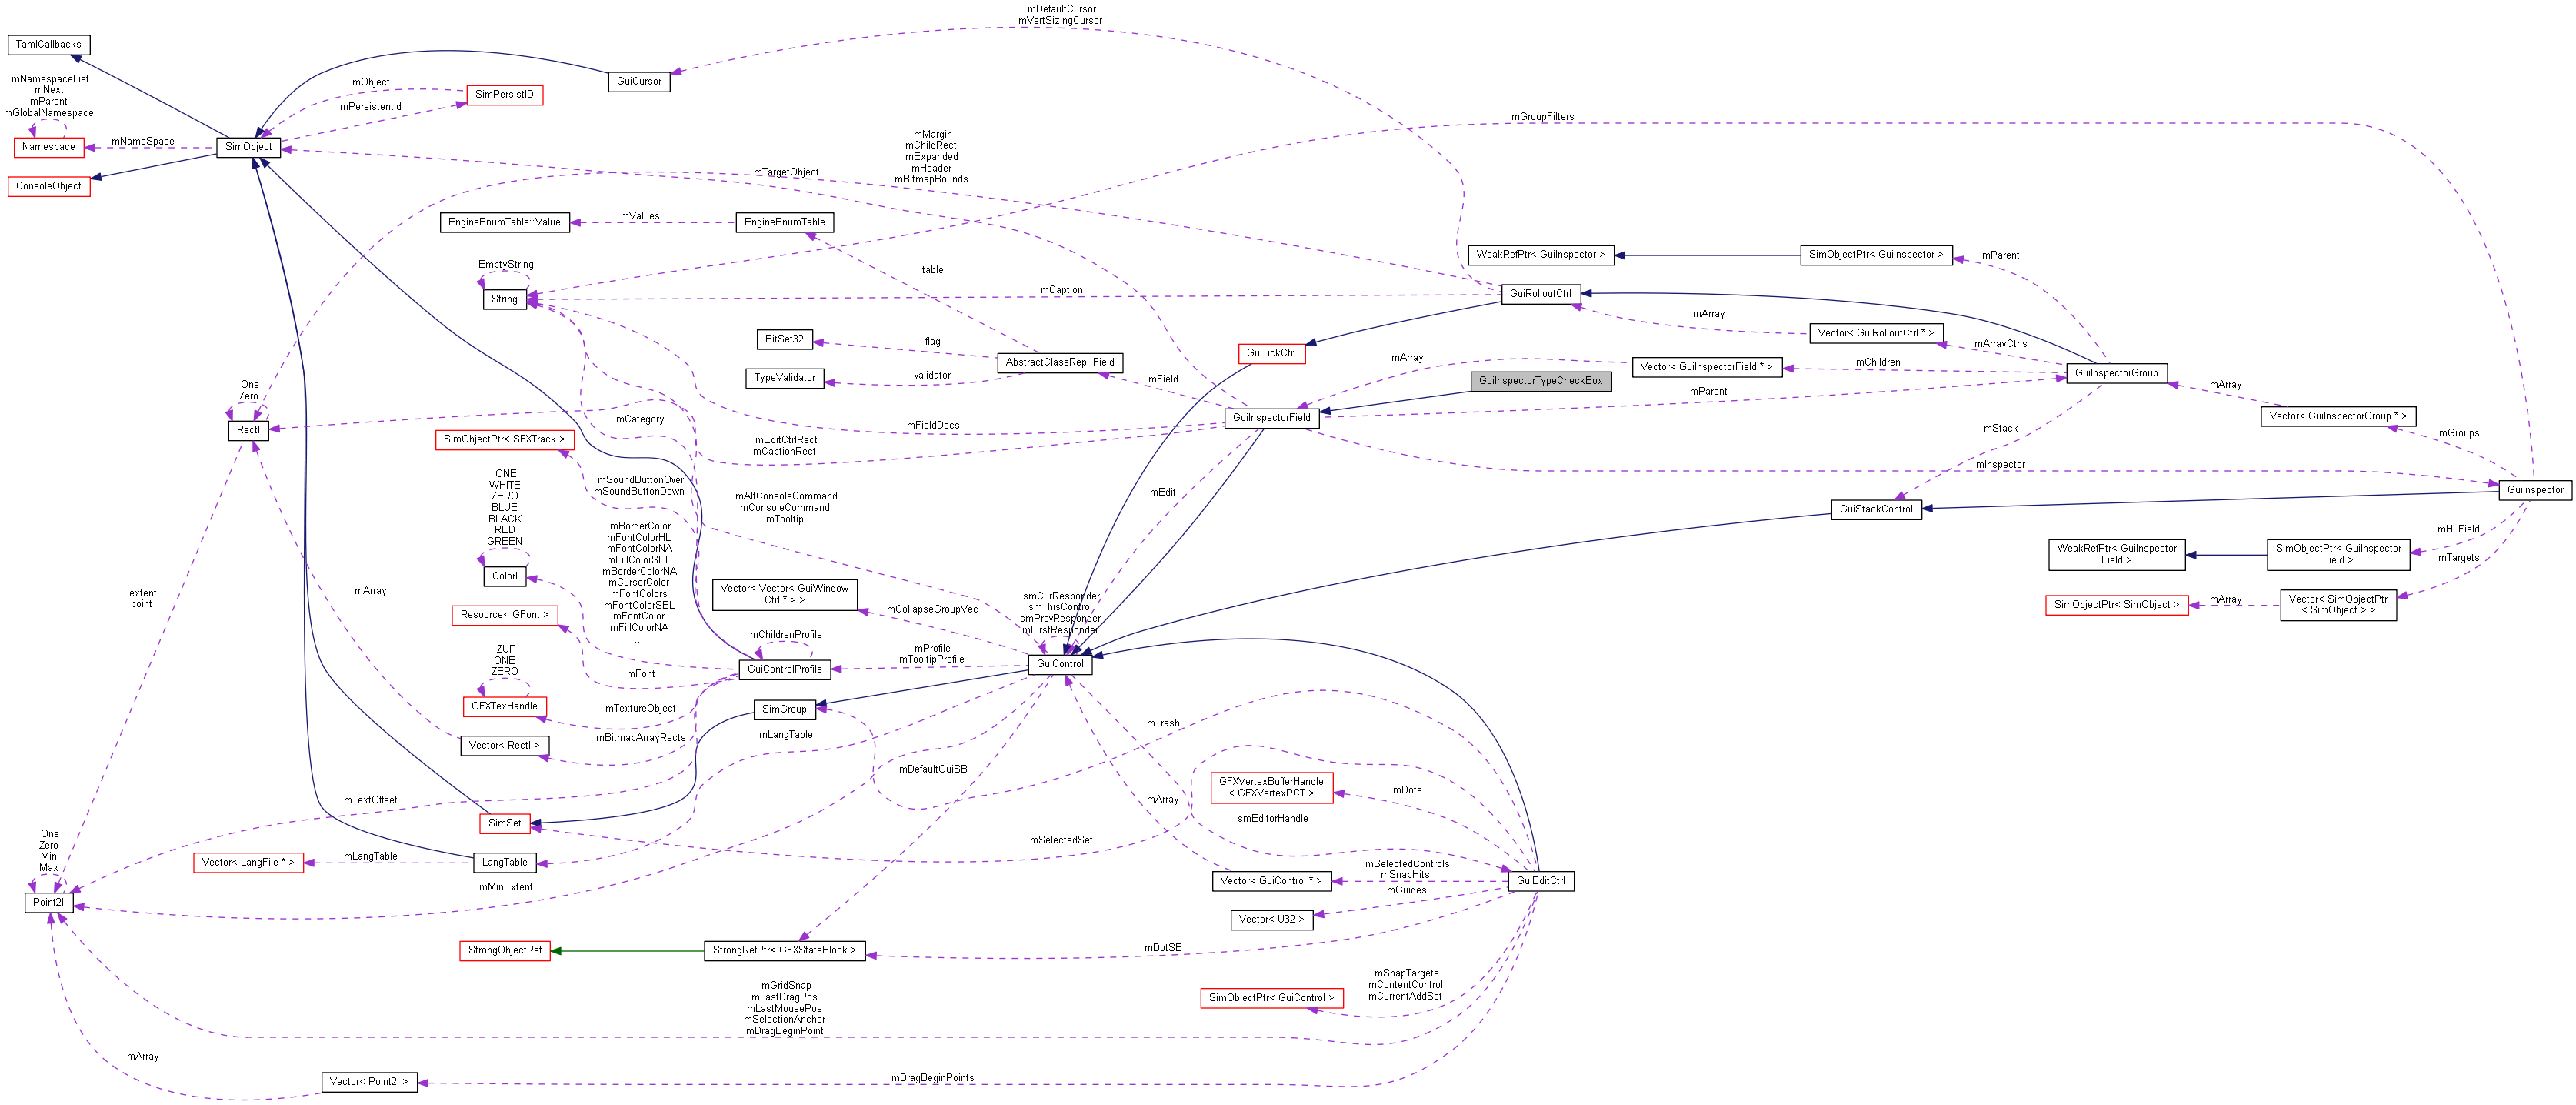 mDefaultCursor
mVertSizingCursor
TamlCallbacks
GuiCursor
mNamespaceList
mNext
mParent
mGlobalNamespace
mObject
SimPersistID
mPersistentId
mGroupFilters
Namespace
mNameSpace
SimObject
mMargin
mChildRect
mExpanded
mHeader
mBitmapBounds
mTargetObject
ConsoleObject
EngineEnumTable::Value
mValues
EngineEnumTable
WeakRefPtr< GuiInspector >
SimObjectPtr< GuiInspector >
mParent
EmptyString
table
String
mCaption
GuiRolloutCtrl
mArray
Vector< GuiRolloutCtrl * >
BitSet32
flag
mArrayCtrls
GuiTickCtrl
AbstractClassRep::Field
mArray
Vector< GuiInspectorField * >
mChildren
GuiInspectorGroup
TypeValidator
validator
mField
GuiInspectorTypeCheckBox
mParent
mArray
One
Zero
RectI
mCategory
GuiInspectorField
Vector< GuiInspectorGroup * >
mFieldDocs
mStack
mGroups
SimObjectPtr< SFXTrack >
mEditCtrlRect
mCaptionRect
mInspector
ONE
WHITE
ZERO
BLUE
BLACK
RED
GREEN
mSoundButtonOver
mSoundButtonDown
mAltConsoleCommand
mConsoleCommand
mTooltip
mEdit
GuiInspector
GuiStackControl
mHLField
mBorderColor
mFontColorHL
mFontColorNA
mFillColorSEL
mBorderColorNA
mCursorColor
mFontColors
mFontColorSEL
mFontColor
mFillColorNA
...
ColorI
WeakRefPtr< GuiInspector
Field >
SimObjectPtr< GuiInspector
Field >
mTargets
extent
point
mArray
Vector< Vector< GuiWindow
Ctrl * > >
mCollapseGroupVec
smCurResponder
smThisControl
smPrevResponder
mFirstResponder
SimObjectPtr< SimObject >
mArray
Vector< SimObjectPtr
< SimObject > >
Resource< GFont >
mChildrenProfile
mProfile
mTooltipProfile
ZUP
ONE
ZERO
mFont
GuiControlProfile
GuiControl
GFXTexHandle
mTextureObject
SimGroup
mTrash
Vector< RectI >
mBitmapArrayRects
mLangTable
mDefaultGuiSB
GFXVertexBufferHandle
< GFXVertexPCT >
mDots
mTextOffset
mArray
SimSet
smEditorHandle
One
Zero
Min
Max
mSelectedSet
Vector< LangFile * >
mLangTable
LangTable
mSelectedControls
mSnapHits
Vector< GuiControl * >
GuiEditCtrl
mMinExtent
mGuides
Point2I
Vector< U32 >
StrongObjectRef
StrongRefPtr< GFXStateBlock >
mDotSB
mSnapTargets
mContentControl
mCurrentAddSet
SimObjectPtr< GuiControl >
mGridSnap
mLastDragPos
mLastMousePos
mSelectionAnchor
mDragBeginPoint
mArray
Vector< Point2I >
mDragBeginPoints